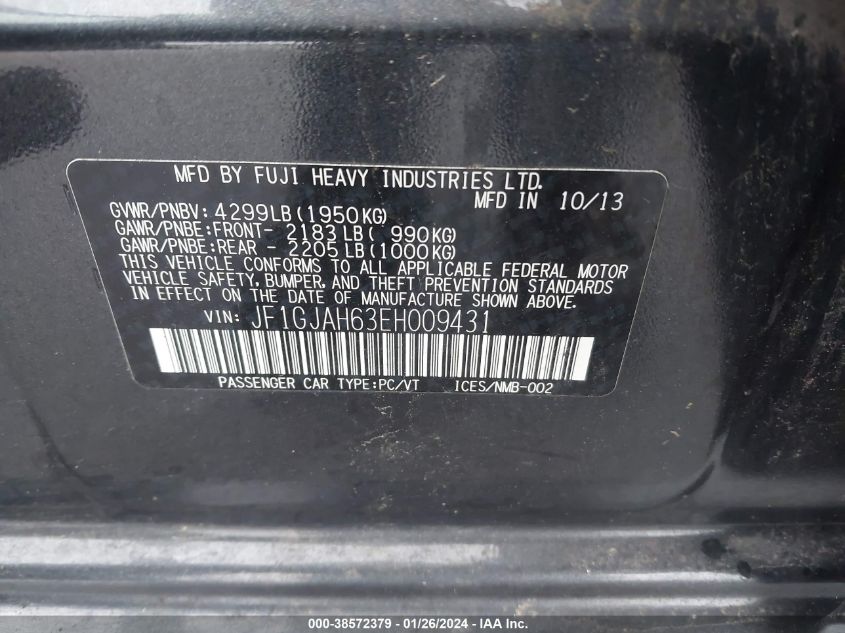 MFD BY FUJI HEAVY INDUSTRIES LTD.
MFD IN 10/13
GVWR/PNBV: 4299LB(1950KG)
GAWR/PNBE:FRONT- 2183LB( 990KG)
GAWR/PNBE:REAR - 2205LB(1000KG)
THIS VEHICLE CONFORMS TO ALL APPLICABLE FEDERAL MOTOR
VEHICLE SAFETY, BUMPER, AND THEFT PREVENTION STANDARDS
IN EFFECT ON THE DATE OF MANUFACTURE SHOWN ABOVE.
VIN: JF1GJAH63EH009431
PASSENGER CAR TYPE:PC/VT ICES/NMB-002
000-38572379 - 01/26/2024 - IAA Inc.